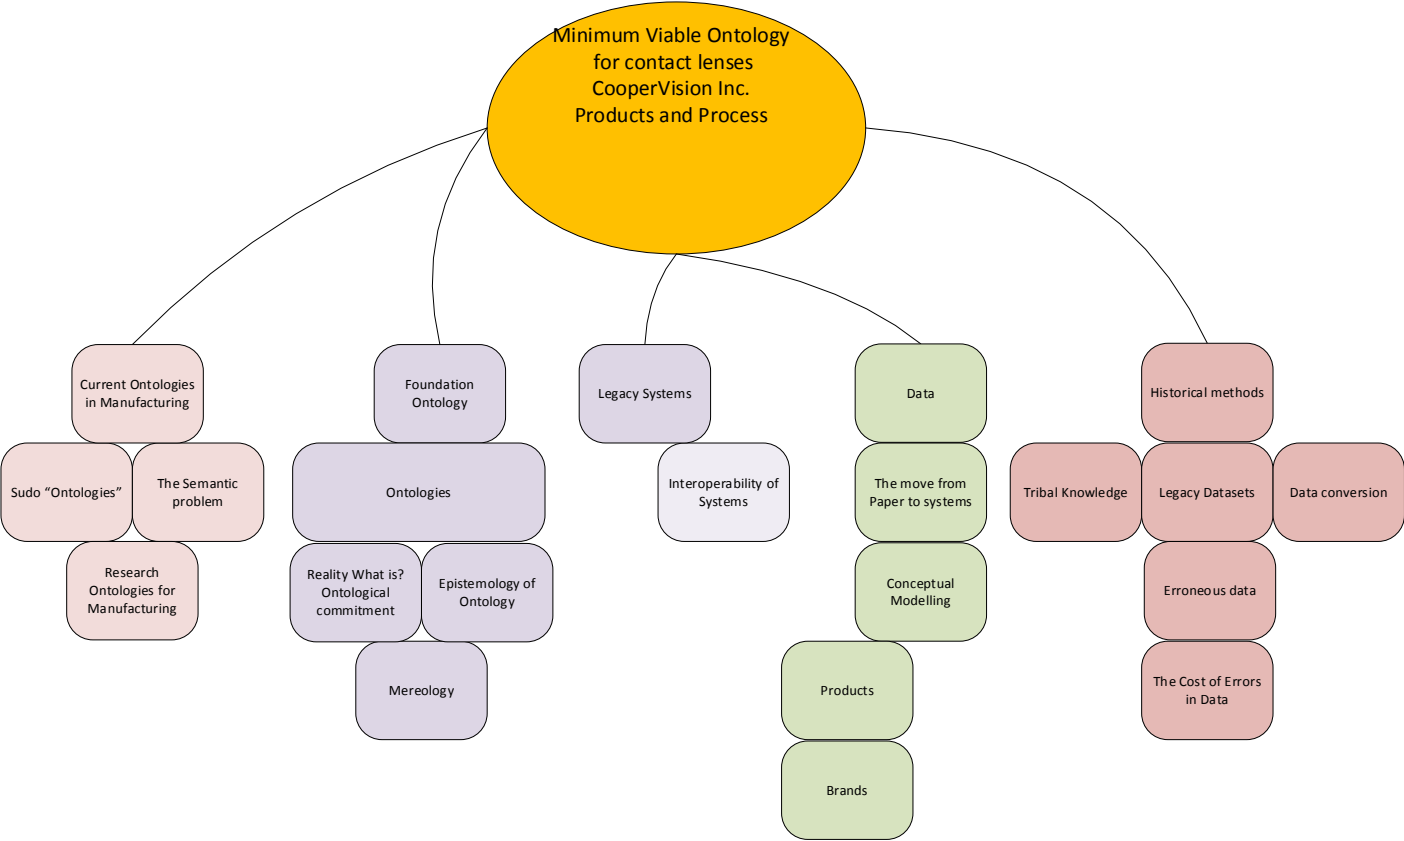 Minimum Viable Ontology
for contact lenses
CooperVision Inc.
Products and Process
Current Ontologies
in Manufacturing
Sudo “Ontologies”
The Semantic
problem
Research
Ontologies for
Manufacturing
Foundation
Ontology
Ontologies
Reality What is?
Ontological
commitment
Epistemology of
Ontology
Mereology
Legacy Systems
Interoperability of
Systems
Data
The move from
Paper to systems
Conceptual
Modelling
Products
Brands
Historical methods
Tribal Knowledge
Legacy Datasets
Data conversion
Erroneous data
The Cost of Errors
in Data